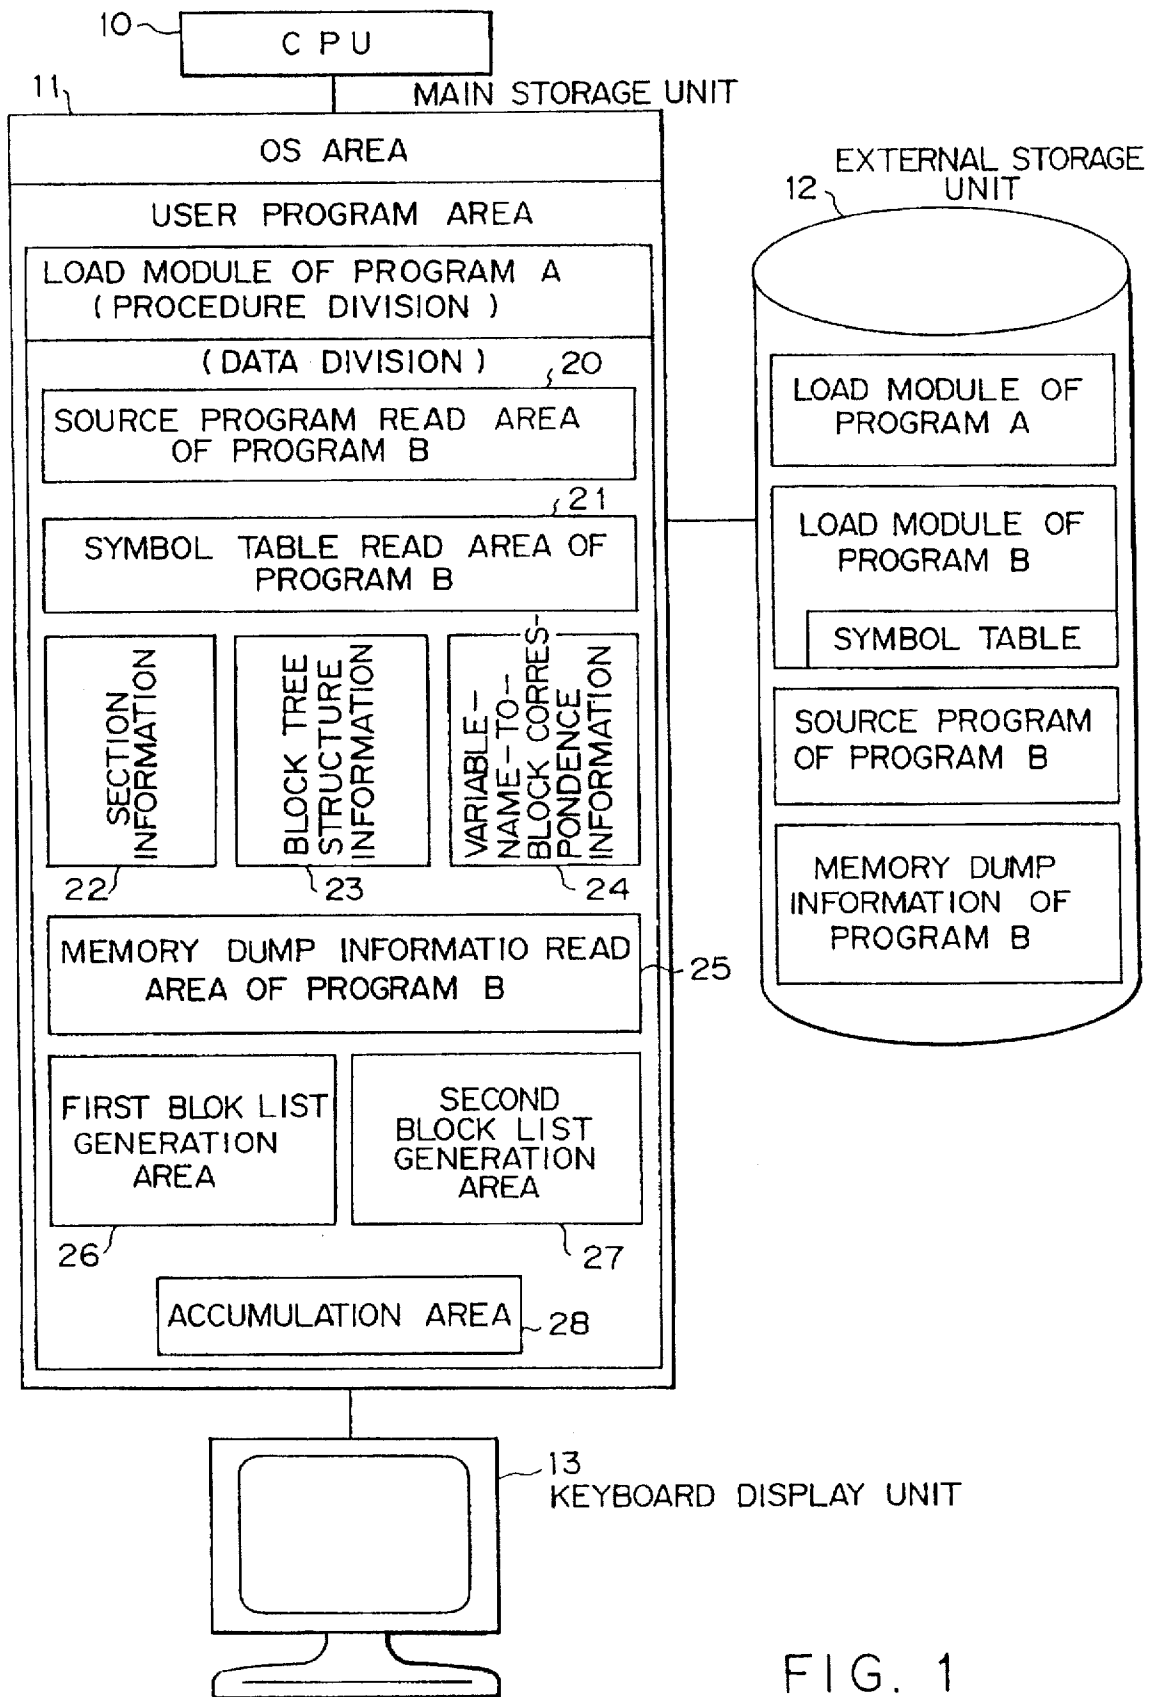 10
CPU
11
MAIN STORAGE UNIT
OS AREA
USER PROGRAM AREA
LOAD MODULE OF PROGRAM A
(PROCEDURE DIVISION)
(DATA DIVISION)
20
SOURCE PROGRAM READ AREA
OF PROGRAM B
21
SYMBOL TABLE READ AREA OF
PROGRAM B
SECTION
INFORMATION
22
BLOCK TREE
STRUCTURE
INFORMATION
23
VARIABLE-
NAME-TO-
BLOCK CORRES-
PONDENCE
INFORMATION
24
MEMORY DUMP INFORMATIO READ
AREA OF PROGRAM B
25
FIRST BLOK LIST
GENERATION
AREA
26
SECOND
BLOCK LIST
GENERATION
AREA
27
ACCUMULATION AREA
28
EXTERNAL STORAGE
UNIT
12
LOAD MODULE OF
PROGRAM A
LOAD MODULE OF
PROGRAM B
SYMBOL TABLE
SOURCE PROGRAM
OF PROGRAM B
MEMORY DUMP
INFORMATION OF
PROGRAM B
13
KEYBOARD DISPLAY UNIT
FIG. 1